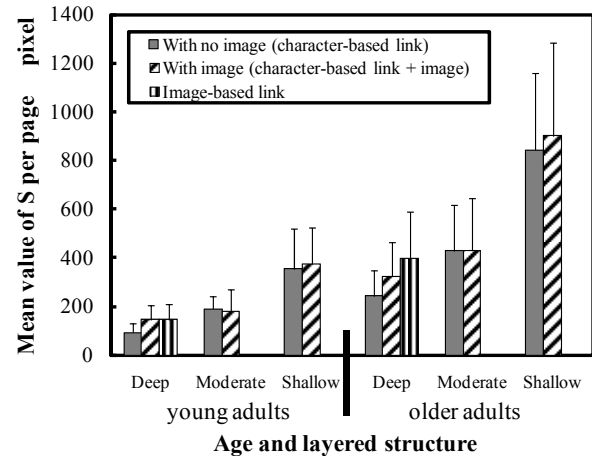 1400
1200
1000
800
600
400
200
0
Mean value of S per page pixel
With no image (character-based link)
With image (character-based link + image)
Image-based link
Deep Moderate Shallow Deep Moderate Shallow
young adults older adults
Age and layered structure